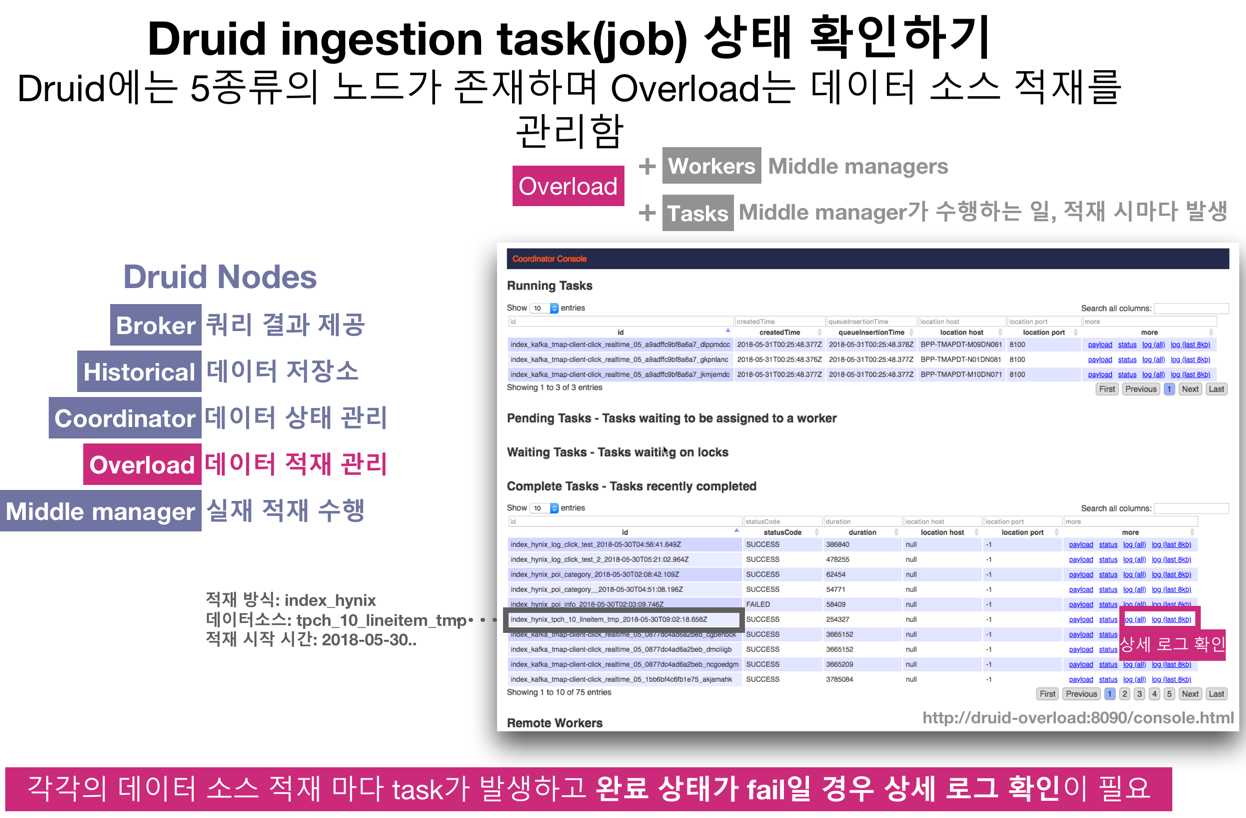 Druid ingestion task(job) 상태 확인하기
Druid에는 5종류의 노드가 존재하며 Overload는 데이터 소스 적재를
관리함
Overload
+ Workers Middle managers
+ Tasks Middle manager가 수행하는 일, 적재 시마다 발생
Druid Nodes
Broker 쿼리 결과 제공
Historical 데이터 저장소
Coordinator 데이터 상태 관리
Overload 데이터 적재 관리
Middle manager 실재 적재 수행
적재 방식: index_hynix
데이터소스: tpch_10_lineitem_tmp
적재 시작 시간: 2018-05-30..
Coordinator Console
Running Tasks
Show 10 entries Search all columns:
id createdTime queueInsertionTime location host location port more
id createdTime queueInsertionTime location host location port more
index_kafka_tmap-client-click_realtime_05_a9adffc9bf8a6a7_dlppmdcc 2018-05-31T00:25:48.377Z 2018-05-31T00:25:48.378Z BPP-TMAPDT-M09DN061 8100 payload status log (all) log (last 8kb)
index_kafka_tmap-client-click_realtime_05_a9adffc9bf8a6a7_gkpnlanc 2018-05-31T00:25:48.376Z 2018-05-31T00:25:48.377Z BPP-TMAPDT-N01DN081 8100 payload status log (all) log (last 8kb)
index_kafka_tmap-client-click_realtime_05_a9adffc9bf8a6a7_jkmjemdc 2018-05-31T00:25:48.377Z 2018-05-31T00:25:48.377Z BPP-TMAPDT-M10DN071 8100 payload status log (all) log (last 8kb)
Showing 1 to 3 of 3 entries First Previous 1 Next Last
Pending Tasks - Tasks waiting to be assigned to a worker
Waiting Tasks - Tasks waiting on locks
Complete Tasks - Tasks recently completed
Show 10 entries Search all columns:
id statusCode duration location host location port more
id statusCode duration location host location port more
index_hynix_log_click_test_2018-05-30T04:56:41.649Z SUCCESS 386840 null -1 payload status log (all) log (last 8kb)
index_hynix_log_click_test_2_2018-05-30T05:21:02.964Z SUCCESS 478255 null -1 payload status log (all) log (last 8kb)
index_hynix_poi_category_2018-05-30T02:08:42.109Z SUCCESS 62454 null -1 payload status log (all) log (last 8kb)
index_hynix_poi_category__2018-05-30T04:51:08.196Z SUCCESS 54771 null -1 payload status log (all) log (last 8kb)
index_hynix_poi_info_2018-05-30T02:03:09.746Z FAILED 58409 null -1 payload status log (all) log (last 8kb)
index_hynix_tpch_10_lineitem_tmp_2018-05-30T09:02:18.658Z SUCCESS 254327 null -1 payload status log (all) log (last 8kb)
index_kafka_tmap-client-click_realtime_05_0877dc4ad6a2beb_cgbehbck SUCCESS 3665152 null -1 payload status
상세 로그 확인
index_kafka_tmap-client-click_realtime_05_0877dc4ad6a2beb_dmciligb SUCCESS 3665152 null -1 payload status
index_kafka_tmap-client-click_realtime_05_0877dc4ad6a2beb_ncgoedgm SUCCESS 3665209 null -1 payload status log (all) log (last 8kb)
index_kafka_tmap-client-click_realtime_05_1bb6bf4c6fb1e75_akjamahk SUCCESS 3785084 null -1 payload status log (all) log (last 8kb)
Showing 1 to 10 of 75 entries First Previous 1 2 3 4 5 Next Last
Remote Workers
http://druid-overload:8090/console.html
각각의 데이터 소스 적재 마다 task가 발생하고 완료 상태가 fail일 경우 상세 로그 확인이 필요